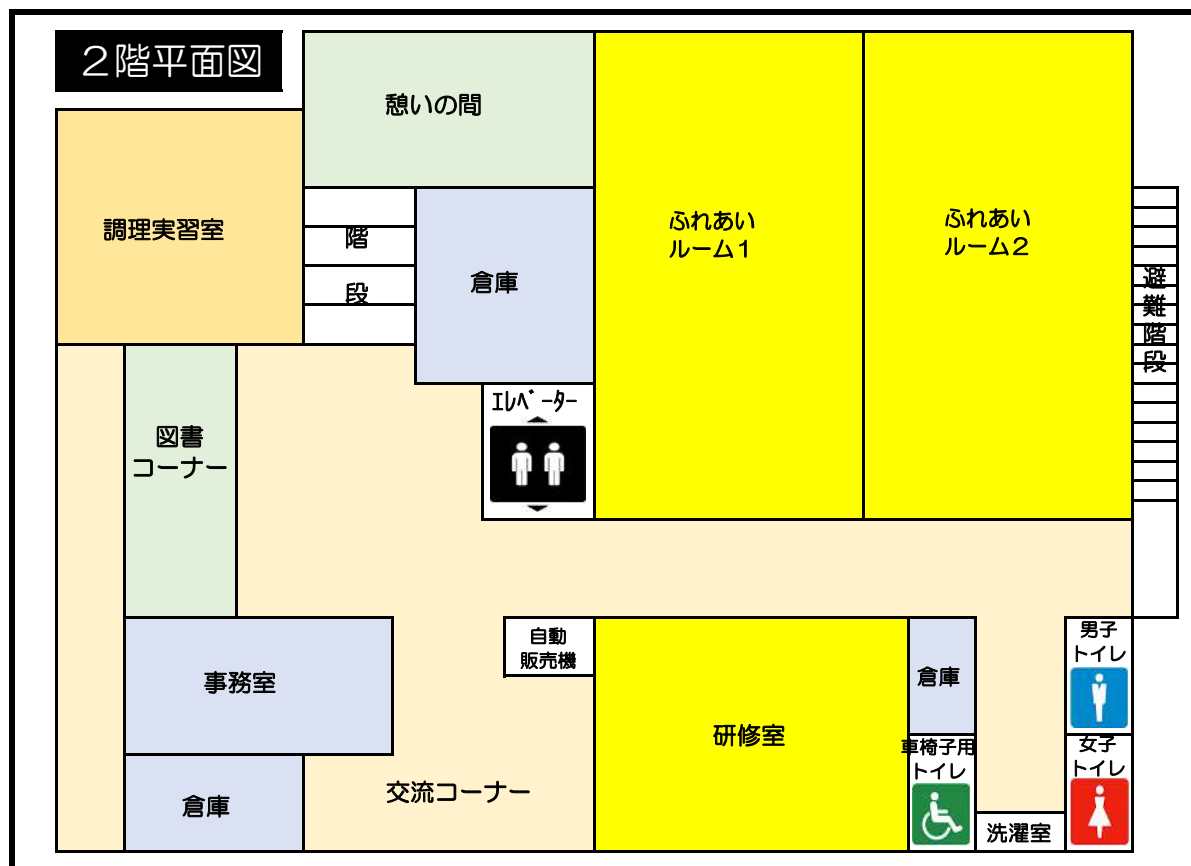 ２階平面図
憩いの間
調理実習室
階
段
倉庫
ふれあい
ルーム１
ふれあい
ルーム２
避
難
階
段
ｴﾚﾍﾞｰﾀｰ
図書
コーナー
自動
販売機
男子
トイレ
事務室
研修室
倉庫
車椅子用
トイレ
女子
トイレ
倉庫
交流コーナー
洗濯室